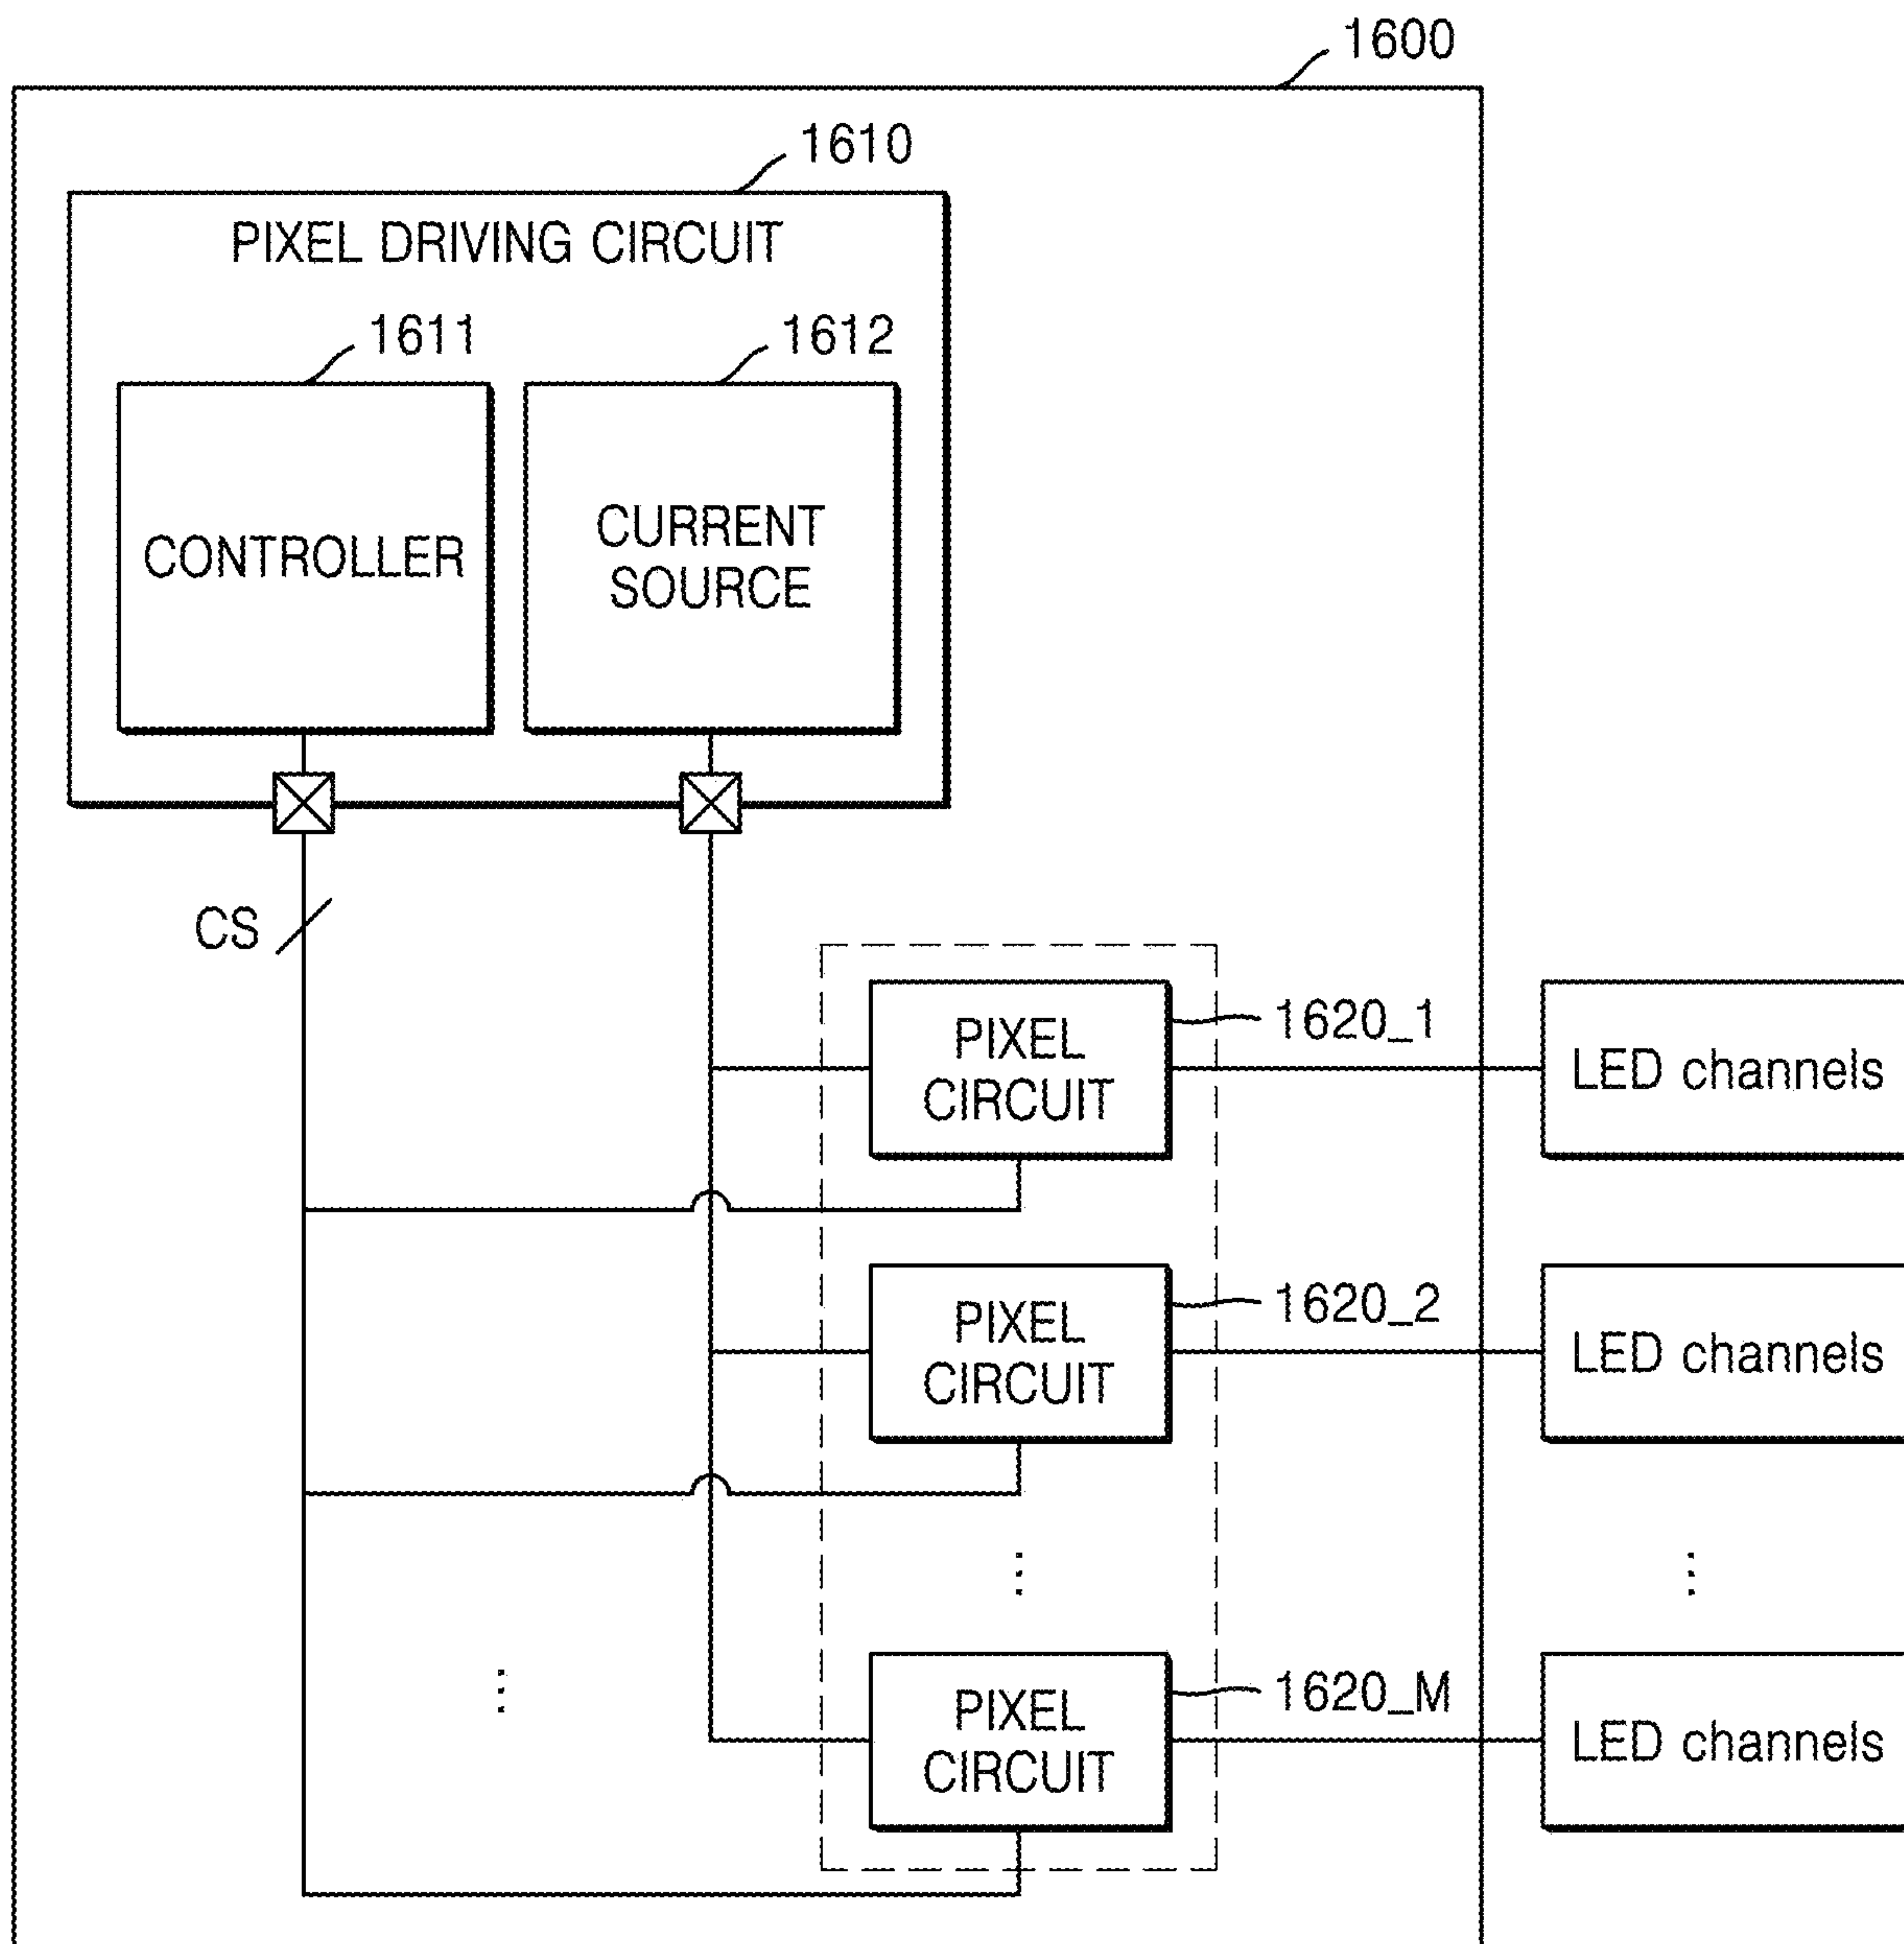 1600
1610
PIXEL DRIVING CIRCUIT
1611
1612
CONTROLLER
CURRENT
SOURCE
CS
PIXEL
CIRCUIT
1620_1
LED channels
PIXEL
CIRCUIT
1620_2
LED channels
⋮
⋮
⋮
PIXEL
CIRCUIT
1620_M
LED channels